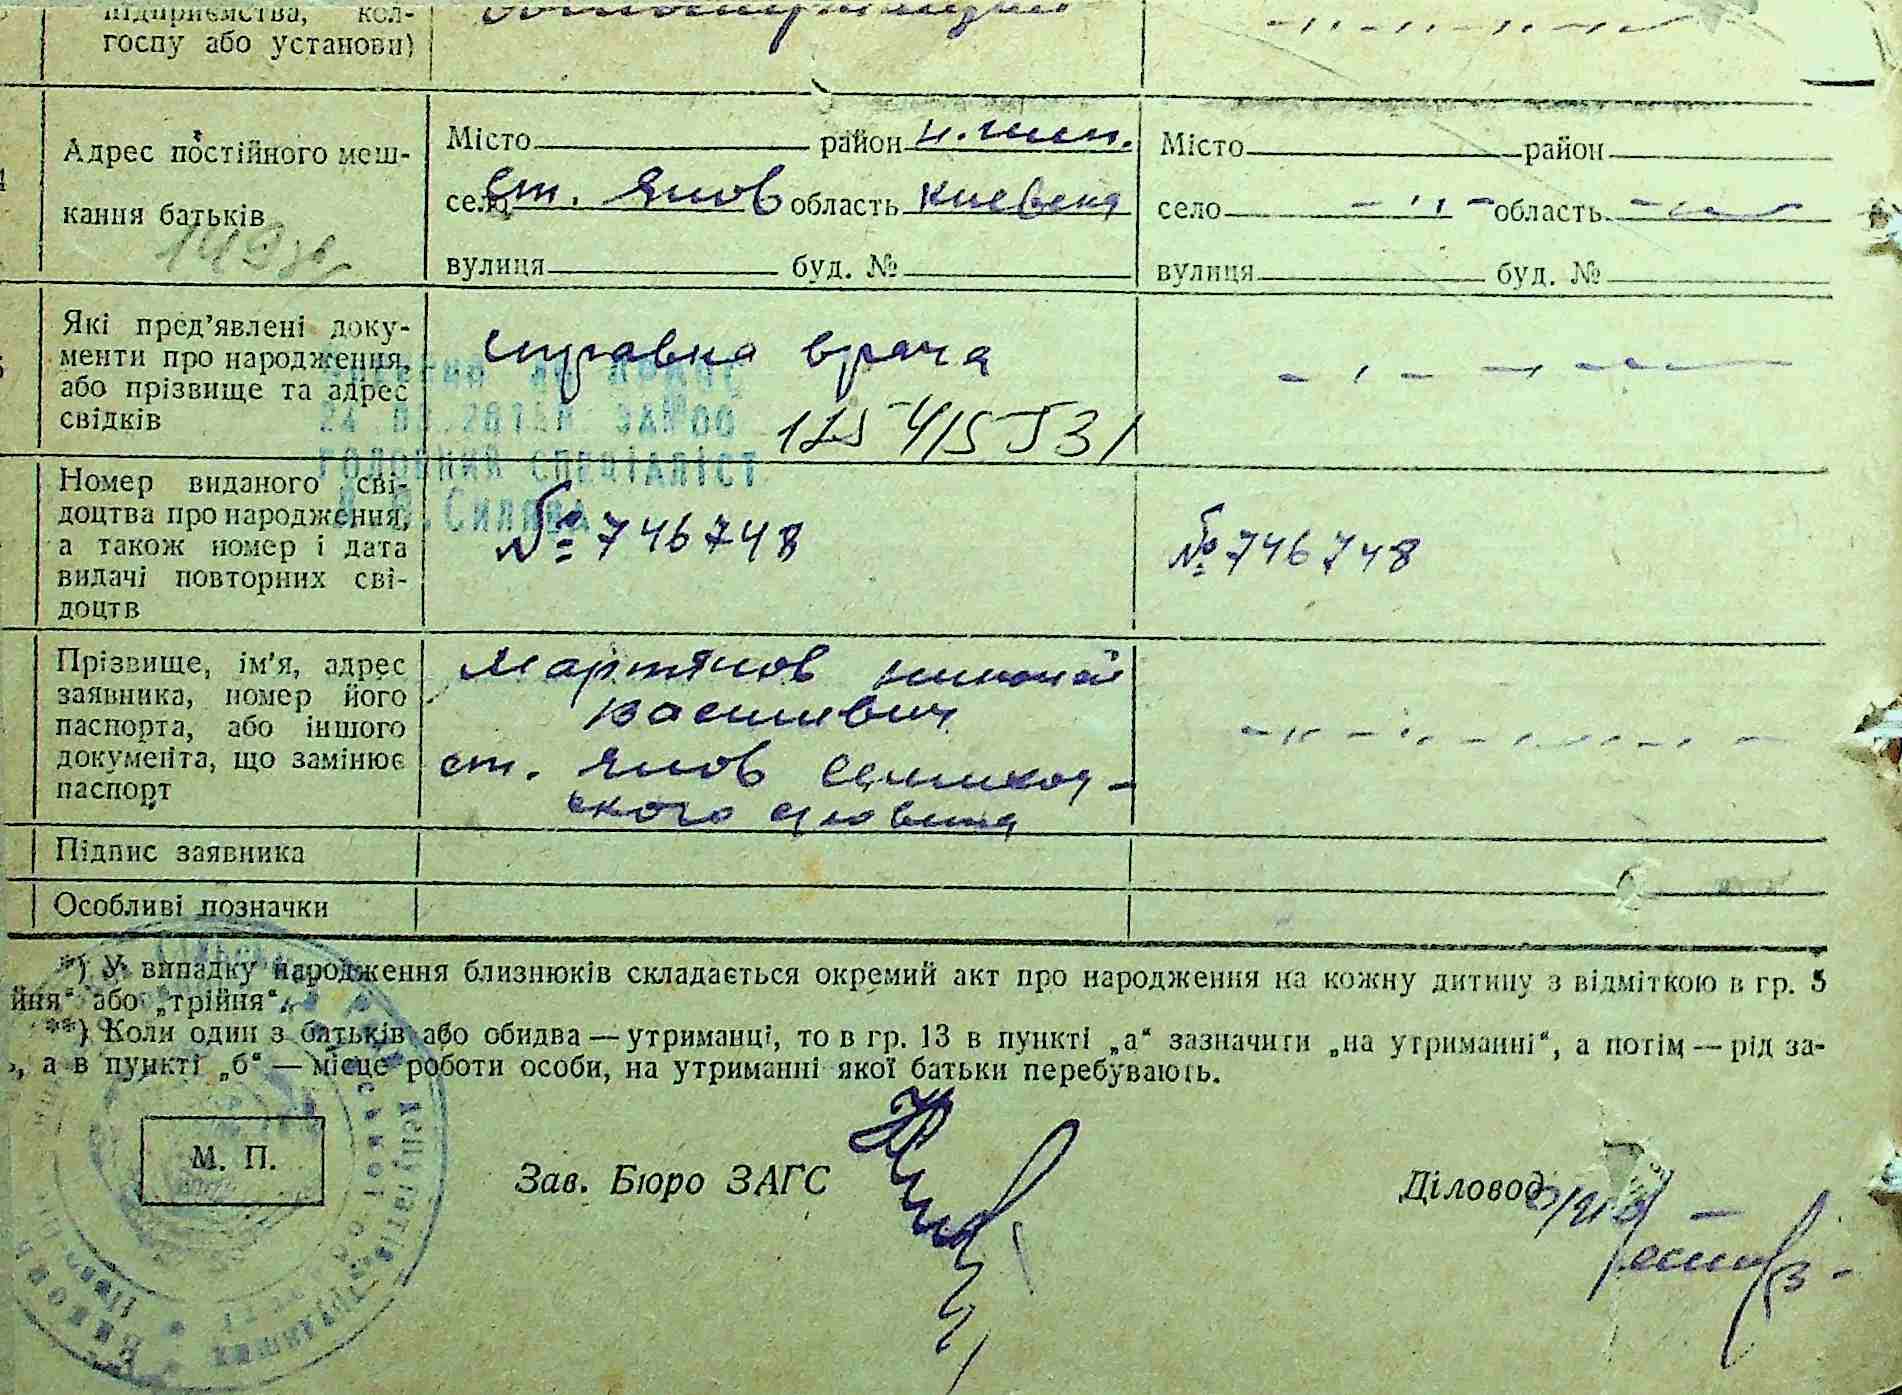 підприємства, кол-
госпу або установи)
Адрес постійного меш-
кання батьків
Місто район
село ст. Янов область Киевская
вулиця буд. №
Місто район
село область
вулиця буд. №
Які пред'явлені доку-
менти про народження,
або прізвище та адрес
свідків
справка врача
ГОЛОВНИЙ СПЕЦІАЛІСТ
Номер виданого сві-
доцтва про народження,
а також номер і дата
видачі повторних сві-
доцтв
№ 746748
№ 746748
Прізвище, ім'я, адрес
заявника, номер його
паспорта, або іншого
документа, що замінює
паспорт
Мартинов Николай
Василевич
ст. Янов
Підпис заявника
Особливі позначки
*) У випадку народження близнюків складається окремий акт про народження на кожну дитину з відміткою в гр. 5
йня“ або „трійня“.
**) Коли один з батьків або обидва — утриманці, то в гр. 13 в пункті „а“ зазначити „на утриманні“, а потім — рід за-
, а в пункті „б“ — місце роботи особи, на утриманні якої батьки перебувають.
М. П.
Зав. Бюро ЗАГС
Діловод